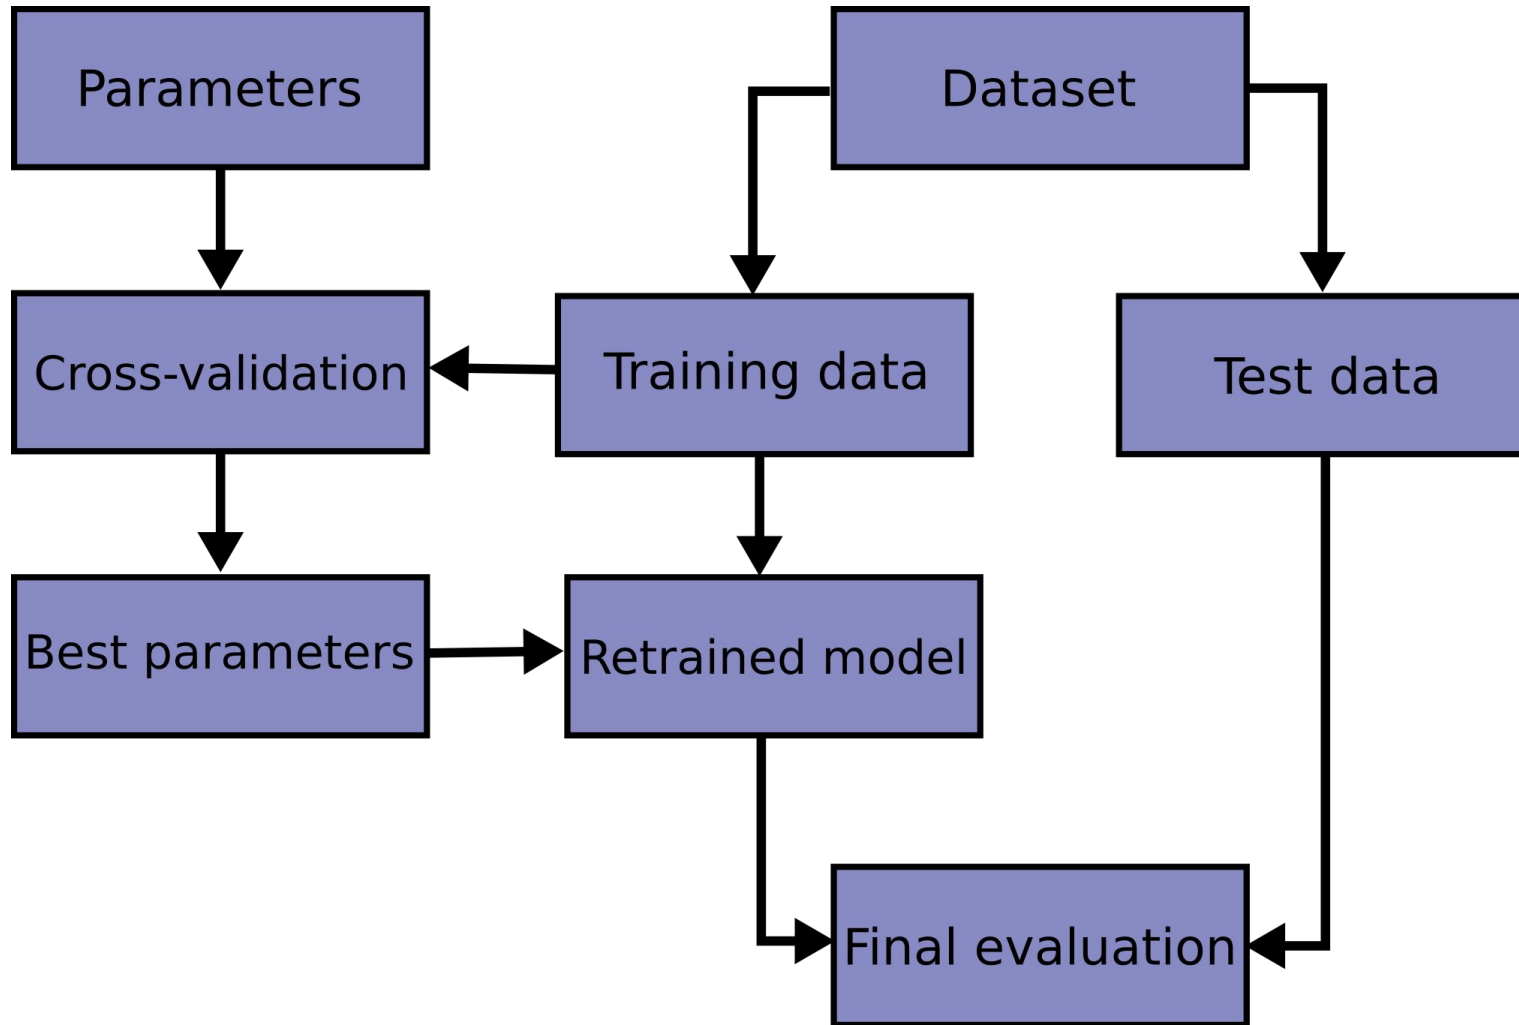 Parameters
Dataset
Cross-validation
Training data
Test data
Best parameters
Retrained model
Final evaluation